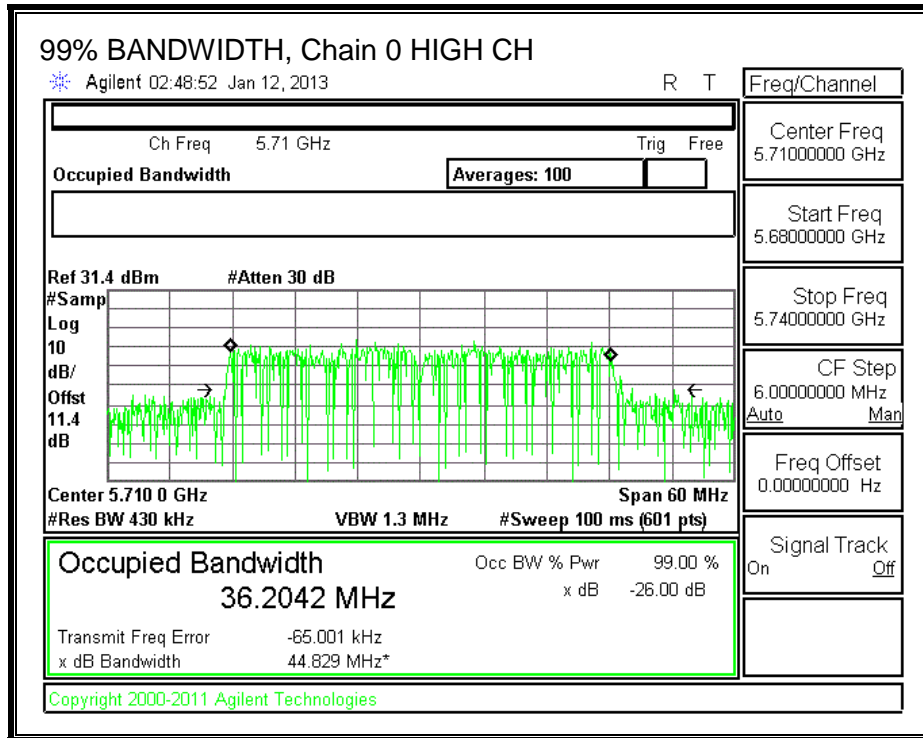 99% BANDWIDTH, Chain 0 HIGH CH
Agilent 02:48:52 Jan 12, 2013
R T
Freq/Channel
Ch Freq 5.71 GHz
Trig Free
Occupied Bandwidth
Averages: 100
Center Freq
5.71000000 GHz
Start Freq
5.68000000 GHz
Stop Freq
5.74000000 GHz
CF Step
6.00000000 MHz
Auto Man
Freq Offset
0.00000000 Hz
Signal Track
On Off
Ref 31.4 dBm #Atten 30 dB
#Samp
Log
10
dB/
Offst
11.4
dB
Center 5.710 0 GHz Span 60 MHz
#Res BW 430 kHz VBW 1.3 MHz #Sweep 100 ms (601 pts)
Occupied Bandwidth
36.2042 MHz
Occ BW % Pwr 99.00 %
x dB -26.00 dB
Transmit Freq Error -65.001 kHz
x dB Bandwidth 44.829 MHz*
Copyright 2000-2011 Agilent Technologies